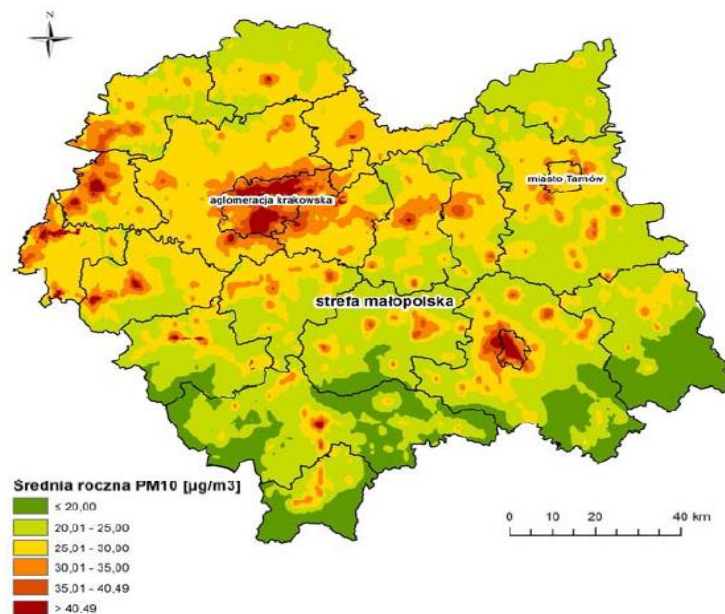 N
aglomeracja krakowska
miasto Tarnów
strefa małopolska
Średnia roczna PM10 [µg/m3]
≤ 20,00
20,01 - 25,00
25,01 - 30,00
30,01 - 35,00
35,01 - 40,49
> 40,49
0 10 20 40 km